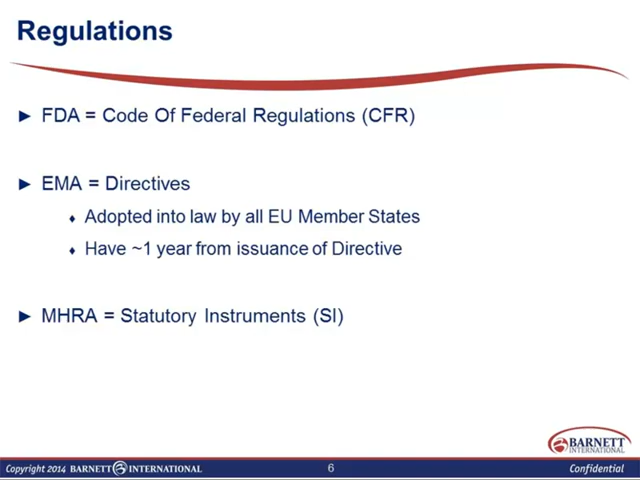 Regulations
► FDA = Code Of Federal Regulations (CFR)
► EMA = Directives
♦ Adopted into law by all EU Member States
♦ Have ~1 year from issuance of Directive
► MHRA = Statutory Instruments (SI)
BARNETT
INTERNATIONAL
Copyright 2014 BARNETT INTERNATIONAL
6
Confidential